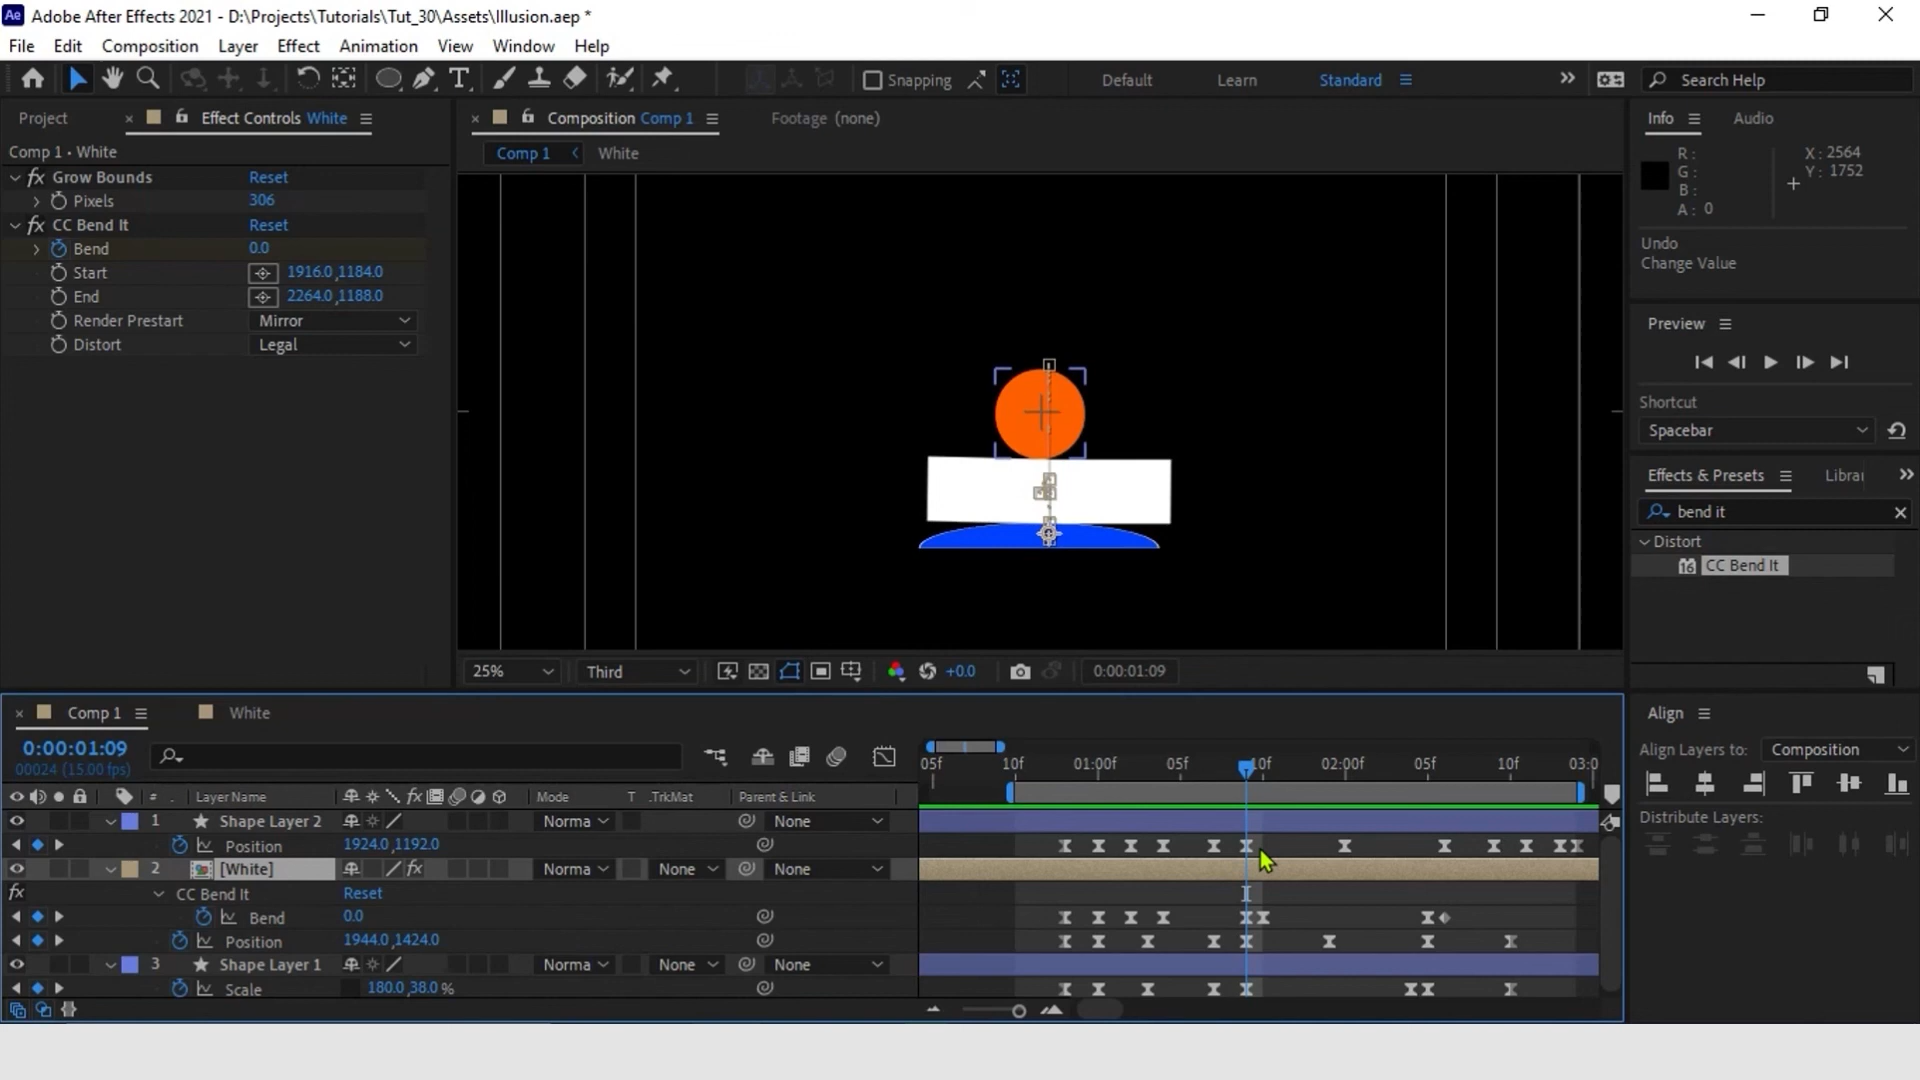 Ae Adobe After Effects 2021 - D:\Projects\Tutorials\Tut_30\Assets\Illusion.aep *
File Edit Composition Layer Effect Animation View Window Help
T Snapping Default Learn Standard Search Help
Project Effect Controls White Composition Comp 1 Footage (none) Info Audio
Comp 1 • White
Comp 1 White
R: X: 2564
G: Y: 1752
B:
A: 0
fx Grow Bounds Reset
Pixels 306
fx CC Bend It Reset
Bend 0.0
Start 1916.0,1184.0
End 2264.0,1188.0
Render Prestart Mirror
Distort Legal
Undo
Change Value
Preview
Shortcut
Spacebar
Effects & Presets
bend it
Distort
16 CC Bend It
25% Third +0.0 0:00:01:09
Comp 1 White
0:00:01:09
00024 (15.00 fps)
05f 10f 01:00f 05f 10f 02:00f 05f 10f 03:0
# . Layer Name fx Mode T .TrkMat Parent & Link
1 Shape Layer 2 Norma None
Position 1924.0,1192.0
2 [White] fx Norma None None
fx CC Bend It Reset
Bend 0.0
Position 1944.0,1424.0
3 Shape Layer 1 Norma None None
Scale 180.0,38.0 %
Align
Align Layers to: Composition
Distribute Layers: